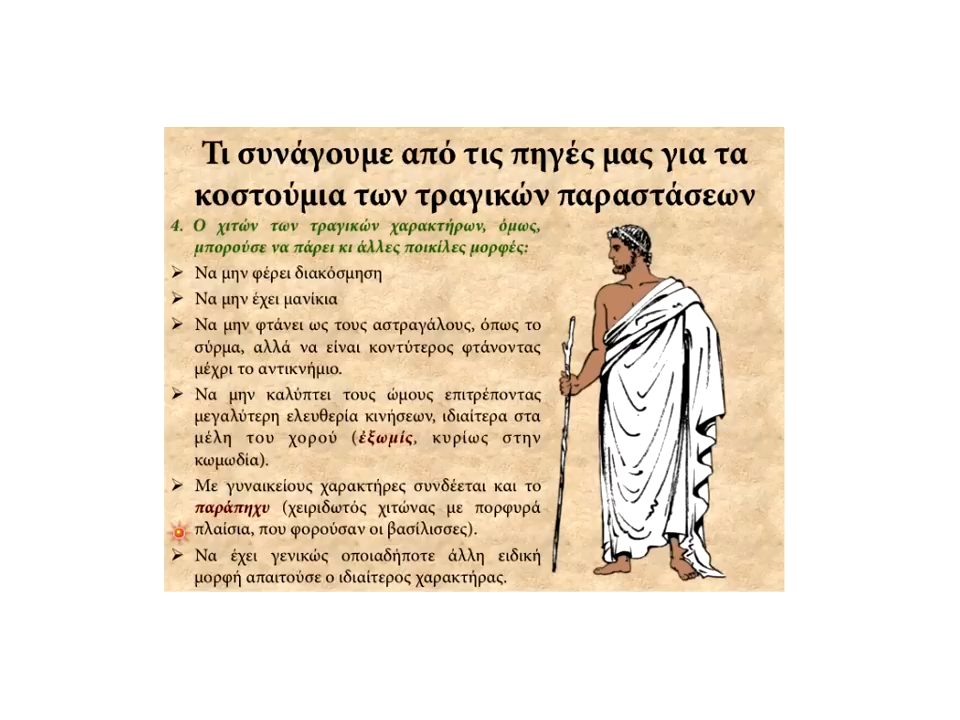 Τι συνάγουμε από τις πηγές μας για τα
κοστούμια των τραγικών παραστάσεων
4. Ο χιτών των τραγικών χαρακτήρων, όμως,
μπορούσε να πάρει κι άλλες ποικίλες μορφές:
➢ Να μην φέρει διακόσμηση
➢ Να μην έχει μανίκια
➢ Να μην φτάνει ως τους αστραγάλους, όπως το
σύρμα, αλλά να είναι κοντύτερος φτάνοντας
μέχρι το αντικνήμιο.
➢ Να μην καλύπτει τους ώμους επιτρέποντας
μεγαλύτερη ελευθερία κινήσεων, ιδιαίτερα στα
μέλη του χορού (ἐξωμίς, κυρίως στην
κωμωδία).
➢ Με γυναικείους χαρακτήρες συνδέεται και το
παράπηχυ (χειριδωτός χιτώνας με πορφυρά
πλαίσια, που φορούσαν οι βασίλισσες).
➢ Να έχει γενικώς οποιαδήποτε άλλη ειδική
μορφή απαιτούσε ο ιδιαίτερος χαρακτήρας.